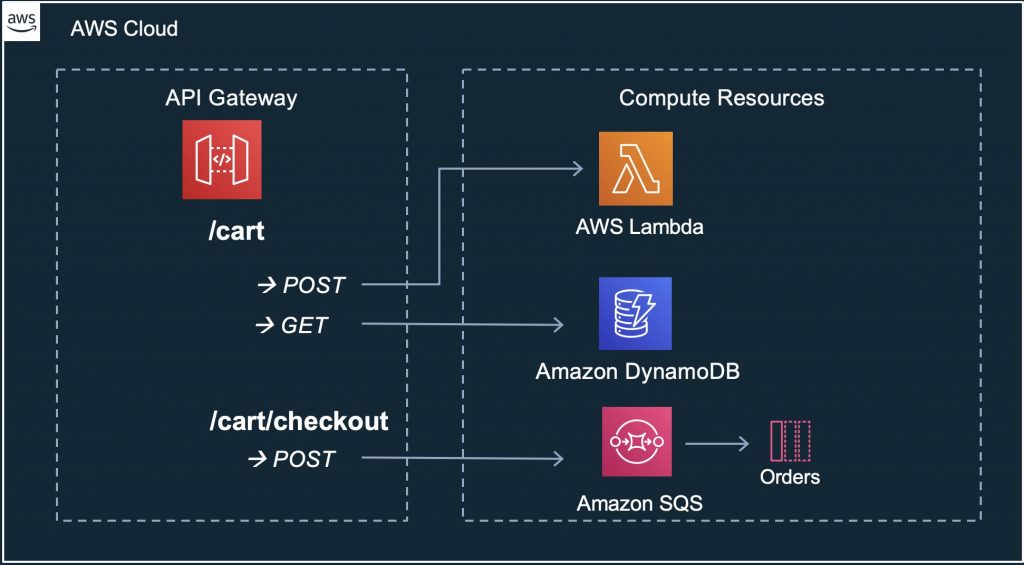 aws
AWS Cloud
API Gateway
</>
/cart
→ POST
→ GET
/cart/checkout
→ POST
Compute Resources
AWS Lambda
Amazon DynamoDB
Amazon SQS
Orders